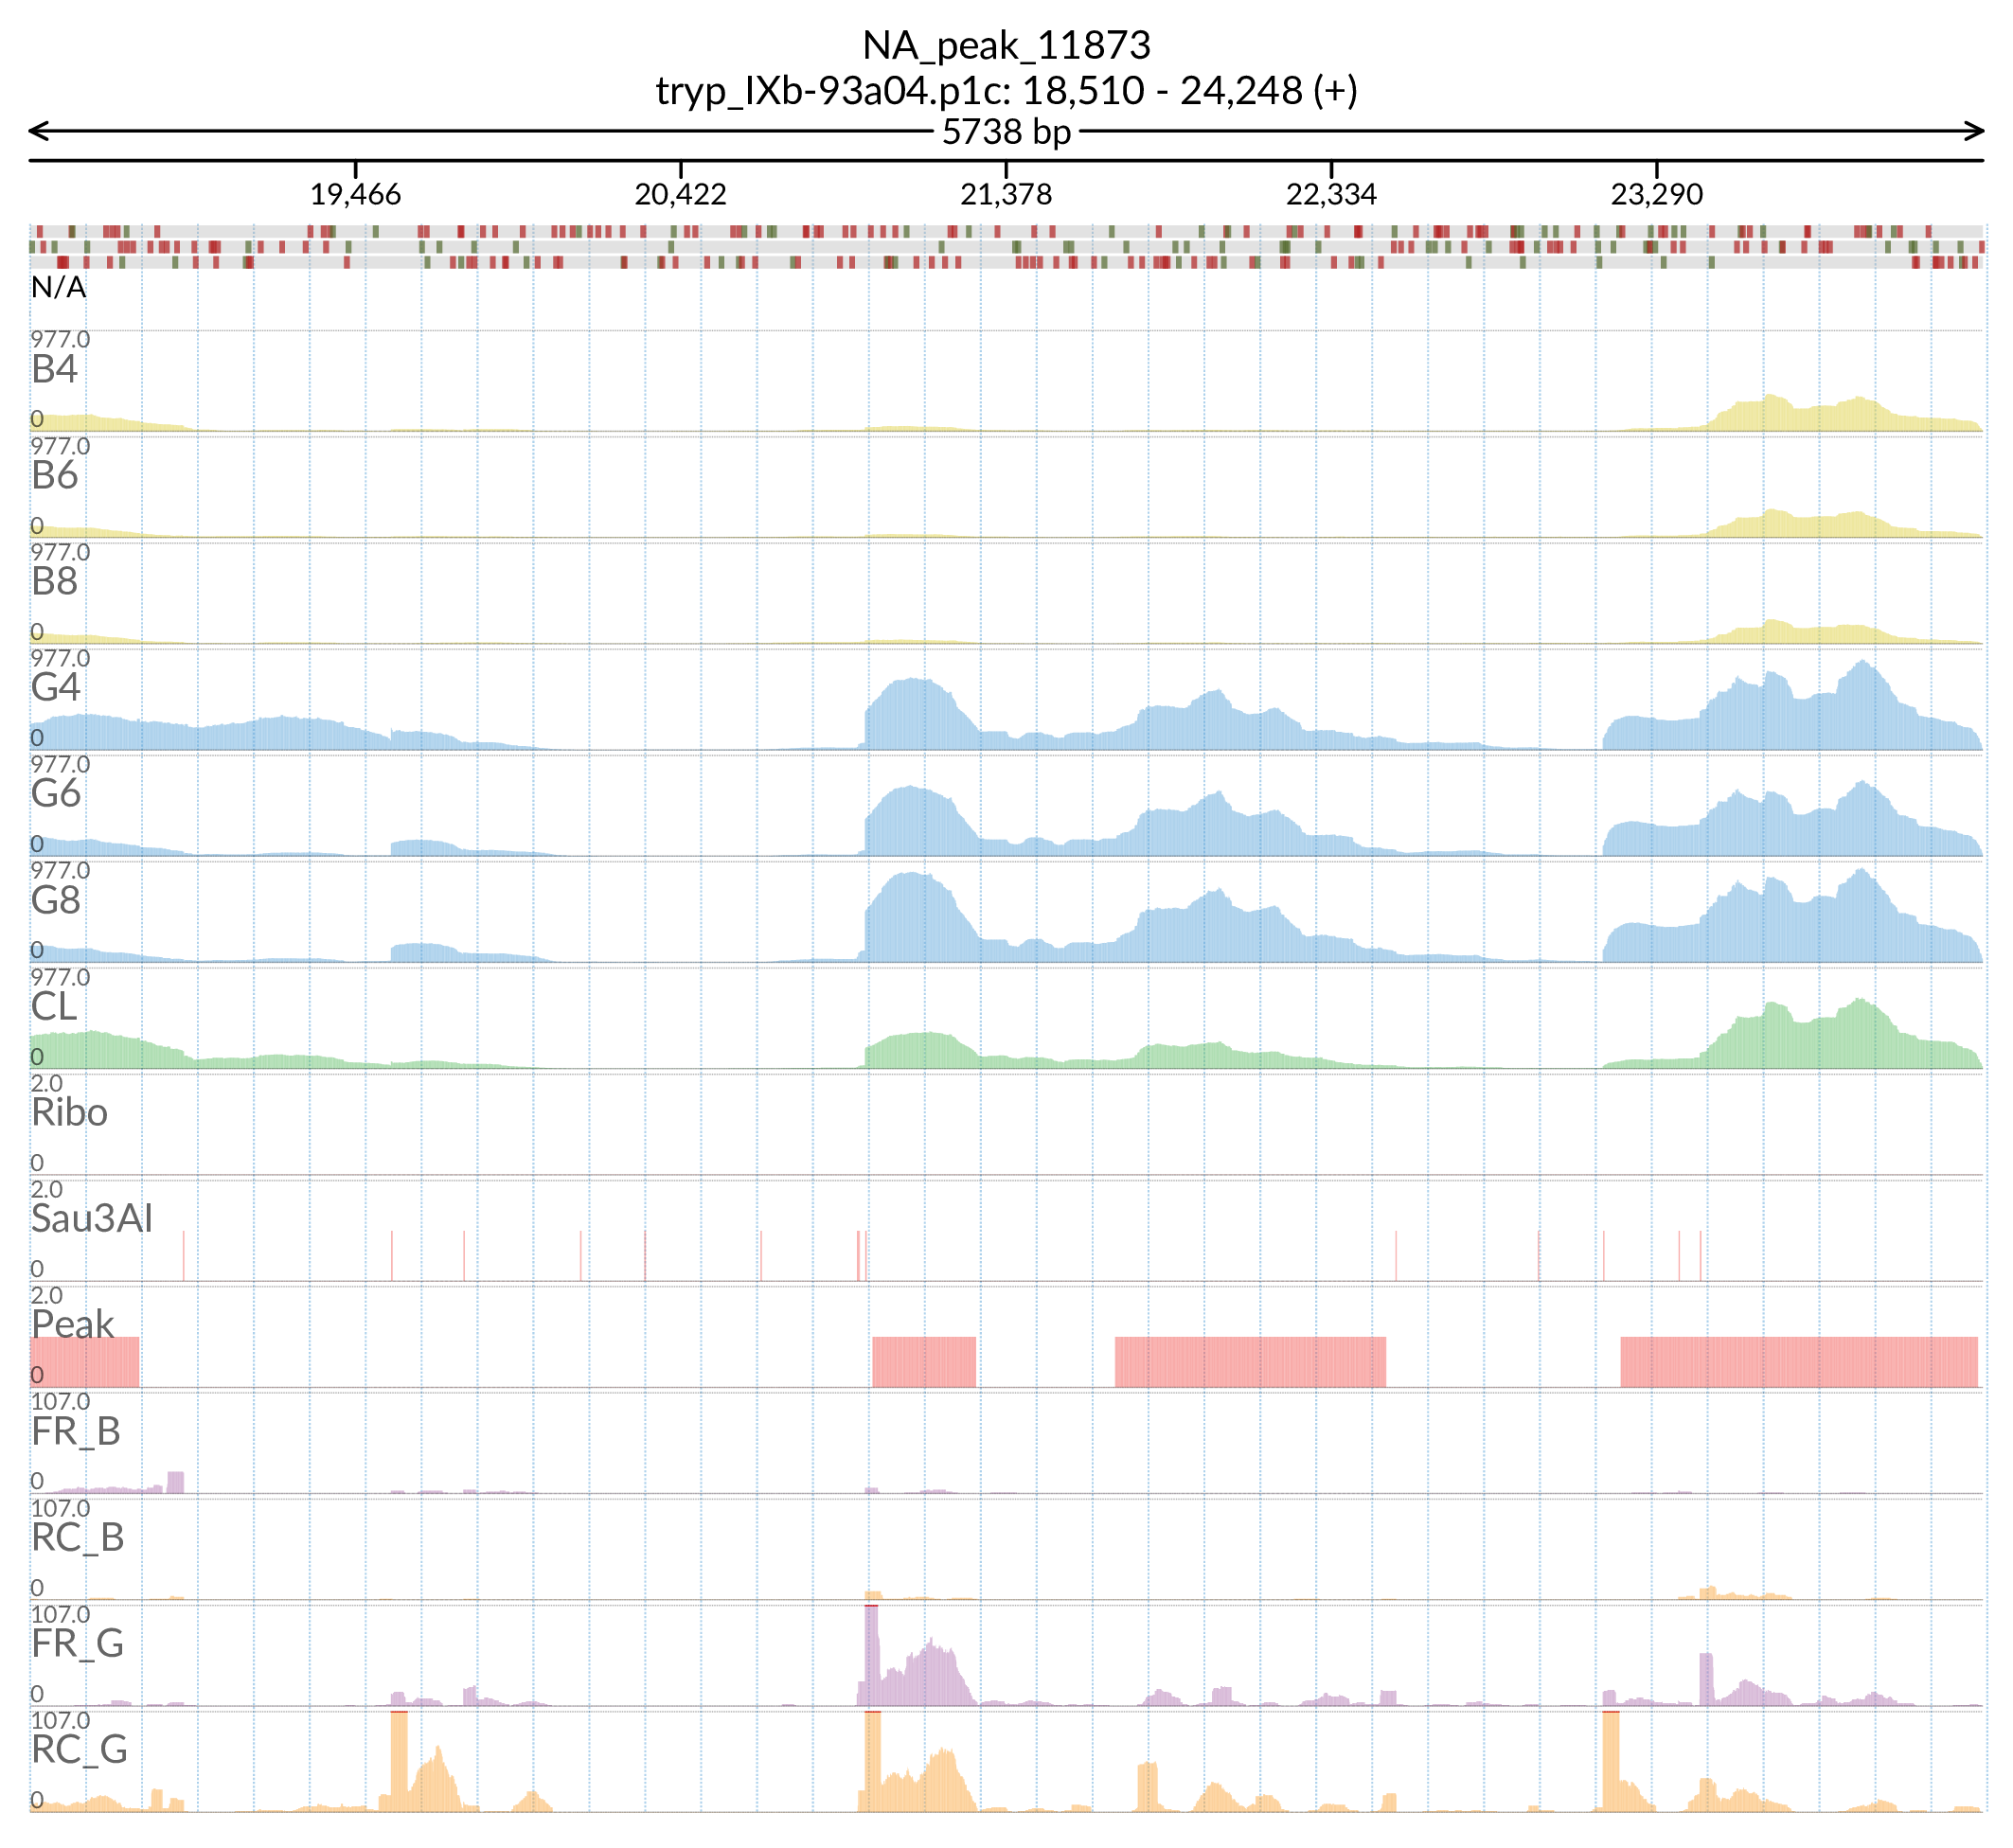 NA_peak_11873
tryp_IXb-93a04.p1c: 18,510 - 24,248 (+)
5738 bp
19,466 20,422 21,378 22,334 23,290
N/A
977.0
B4
0
977.0
B6
0
977.0
B8
0
977.0
G4
0
977.0
G6
0
977.0
G8
0
977.0
CL
0
2.0
Ribo
0
2.0
Sau3AI
0
2.0
Peak
0
107.0
FR_B
0
107.0
RC_B
0
107.0
FR_G
0
107.0
RC_G
0